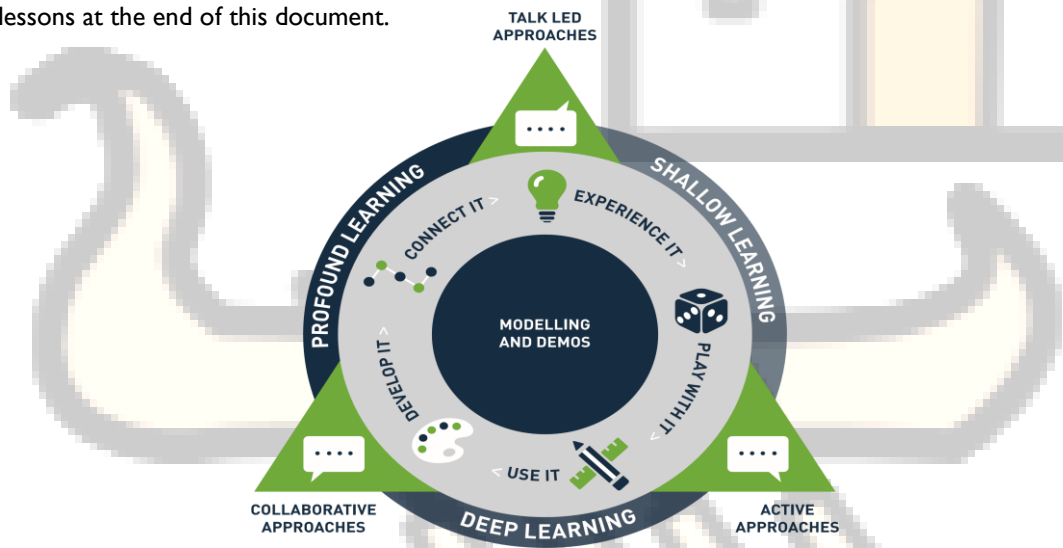 lessons at the end of this document.
TALK LED
APPROACHES
PROFOUND LEARNING
SHALLOW LEARNING
CONNECT IT >
EXPERIENCE IT >
MODELLING
AND DEMOS
DEVELOP IT >
PLAY WITH IT >
< USE IT
COLLABORATIVE
APPROACHES
DEEP LEARNING
ACTIVE
APPROACHES